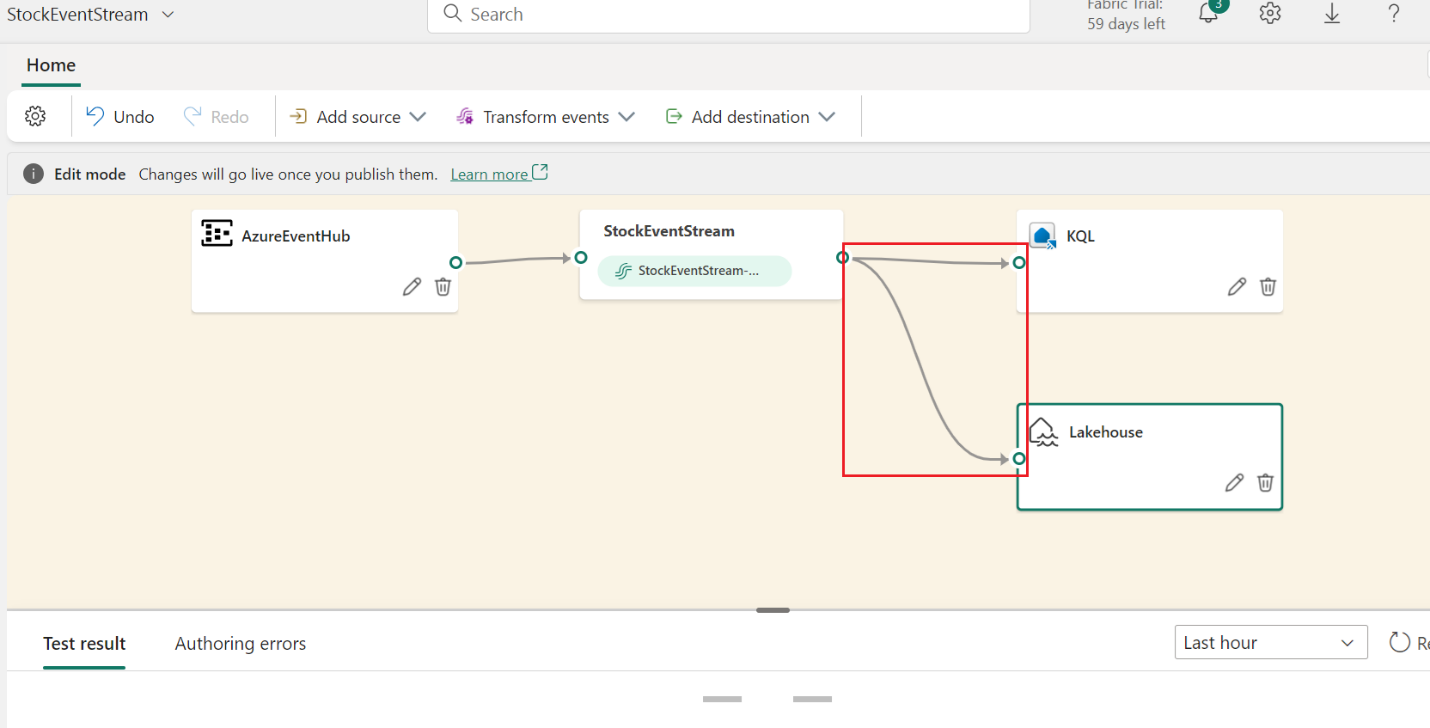 StockEventStream
Search
Fabric Trial:
59 days left
3
?
Home
Undo Redo Add source Transform events Add destination
Edit mode Changes will go live once you publish them. Learn more
AzureEventHub
StockEventStream
StockEventStream-...
KQL
Lakehouse
Test result Authoring errors
Last hour